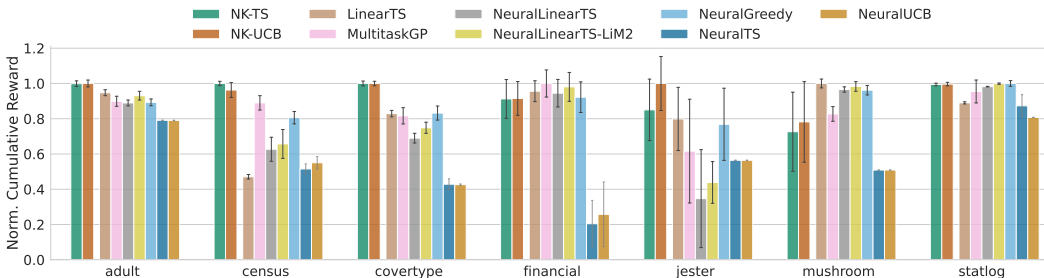 NK-TS LinearTS NeuralLinearTS NeuralGreedy NeuralUCB
NK-UCB MultitaskGP NeuralLinearTS-LiM2 NeuralTS
Norm. Cumulative Reward
1.2
1.0
0.8
0.6
0.4
0.2
0.0
adult census covertype financial jester mushroom statlog